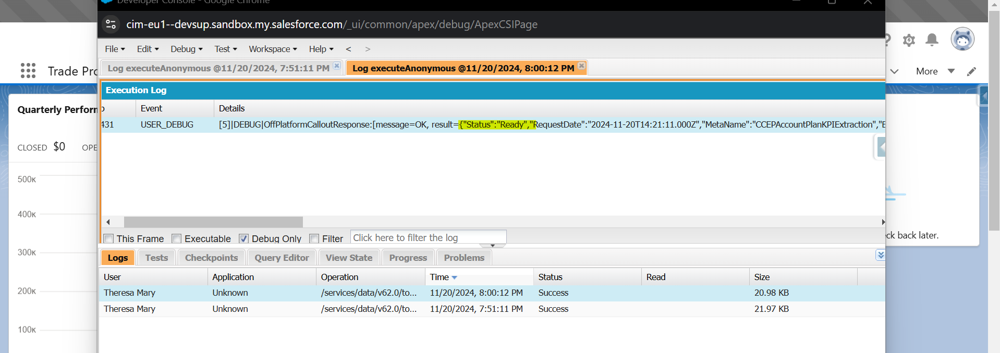 Developer Console - Google Chrome
cim-eu1--devsup.sandbox.my.salesforce.com/_ui/common/apex/debug/ApexCSIPage
File Edit Debug Test Workspace Help < >
Log executeAnonymous @11/20/2024, 7:51:11 PM Log executeAnonymous @11/20/2024, 8:00:12 PM
Trade Pro
More
Execution Log
Event Details
431 USER_DEBUG [5]|DEBUG|OffPlatformCalloutResponse:[message=OK, result={"Status":"Ready","RequestDate":"2024-11-20T14:21:11.000Z","MetaName":"CCEPAccountPlanKPIExtraction","E
Quarterly Perform
CLOSED $0 OPE
500K
400K
300K
200K
100K
ck back later.
This Frame Executable Debug Only Filter Click here to filter the log
Logs Tests Checkpoints Query Editor View State Progress Problems
User Application Operation Time Status Read Size
Theresa Mary Unknown /services/data/v62.0/to... 11/20/2024, 8:00:12 PM Success 20.98 KB
Theresa Mary Unknown /services/data/v62.0/to... 11/20/2024, 7:51:11 PM Success 21.97 KB